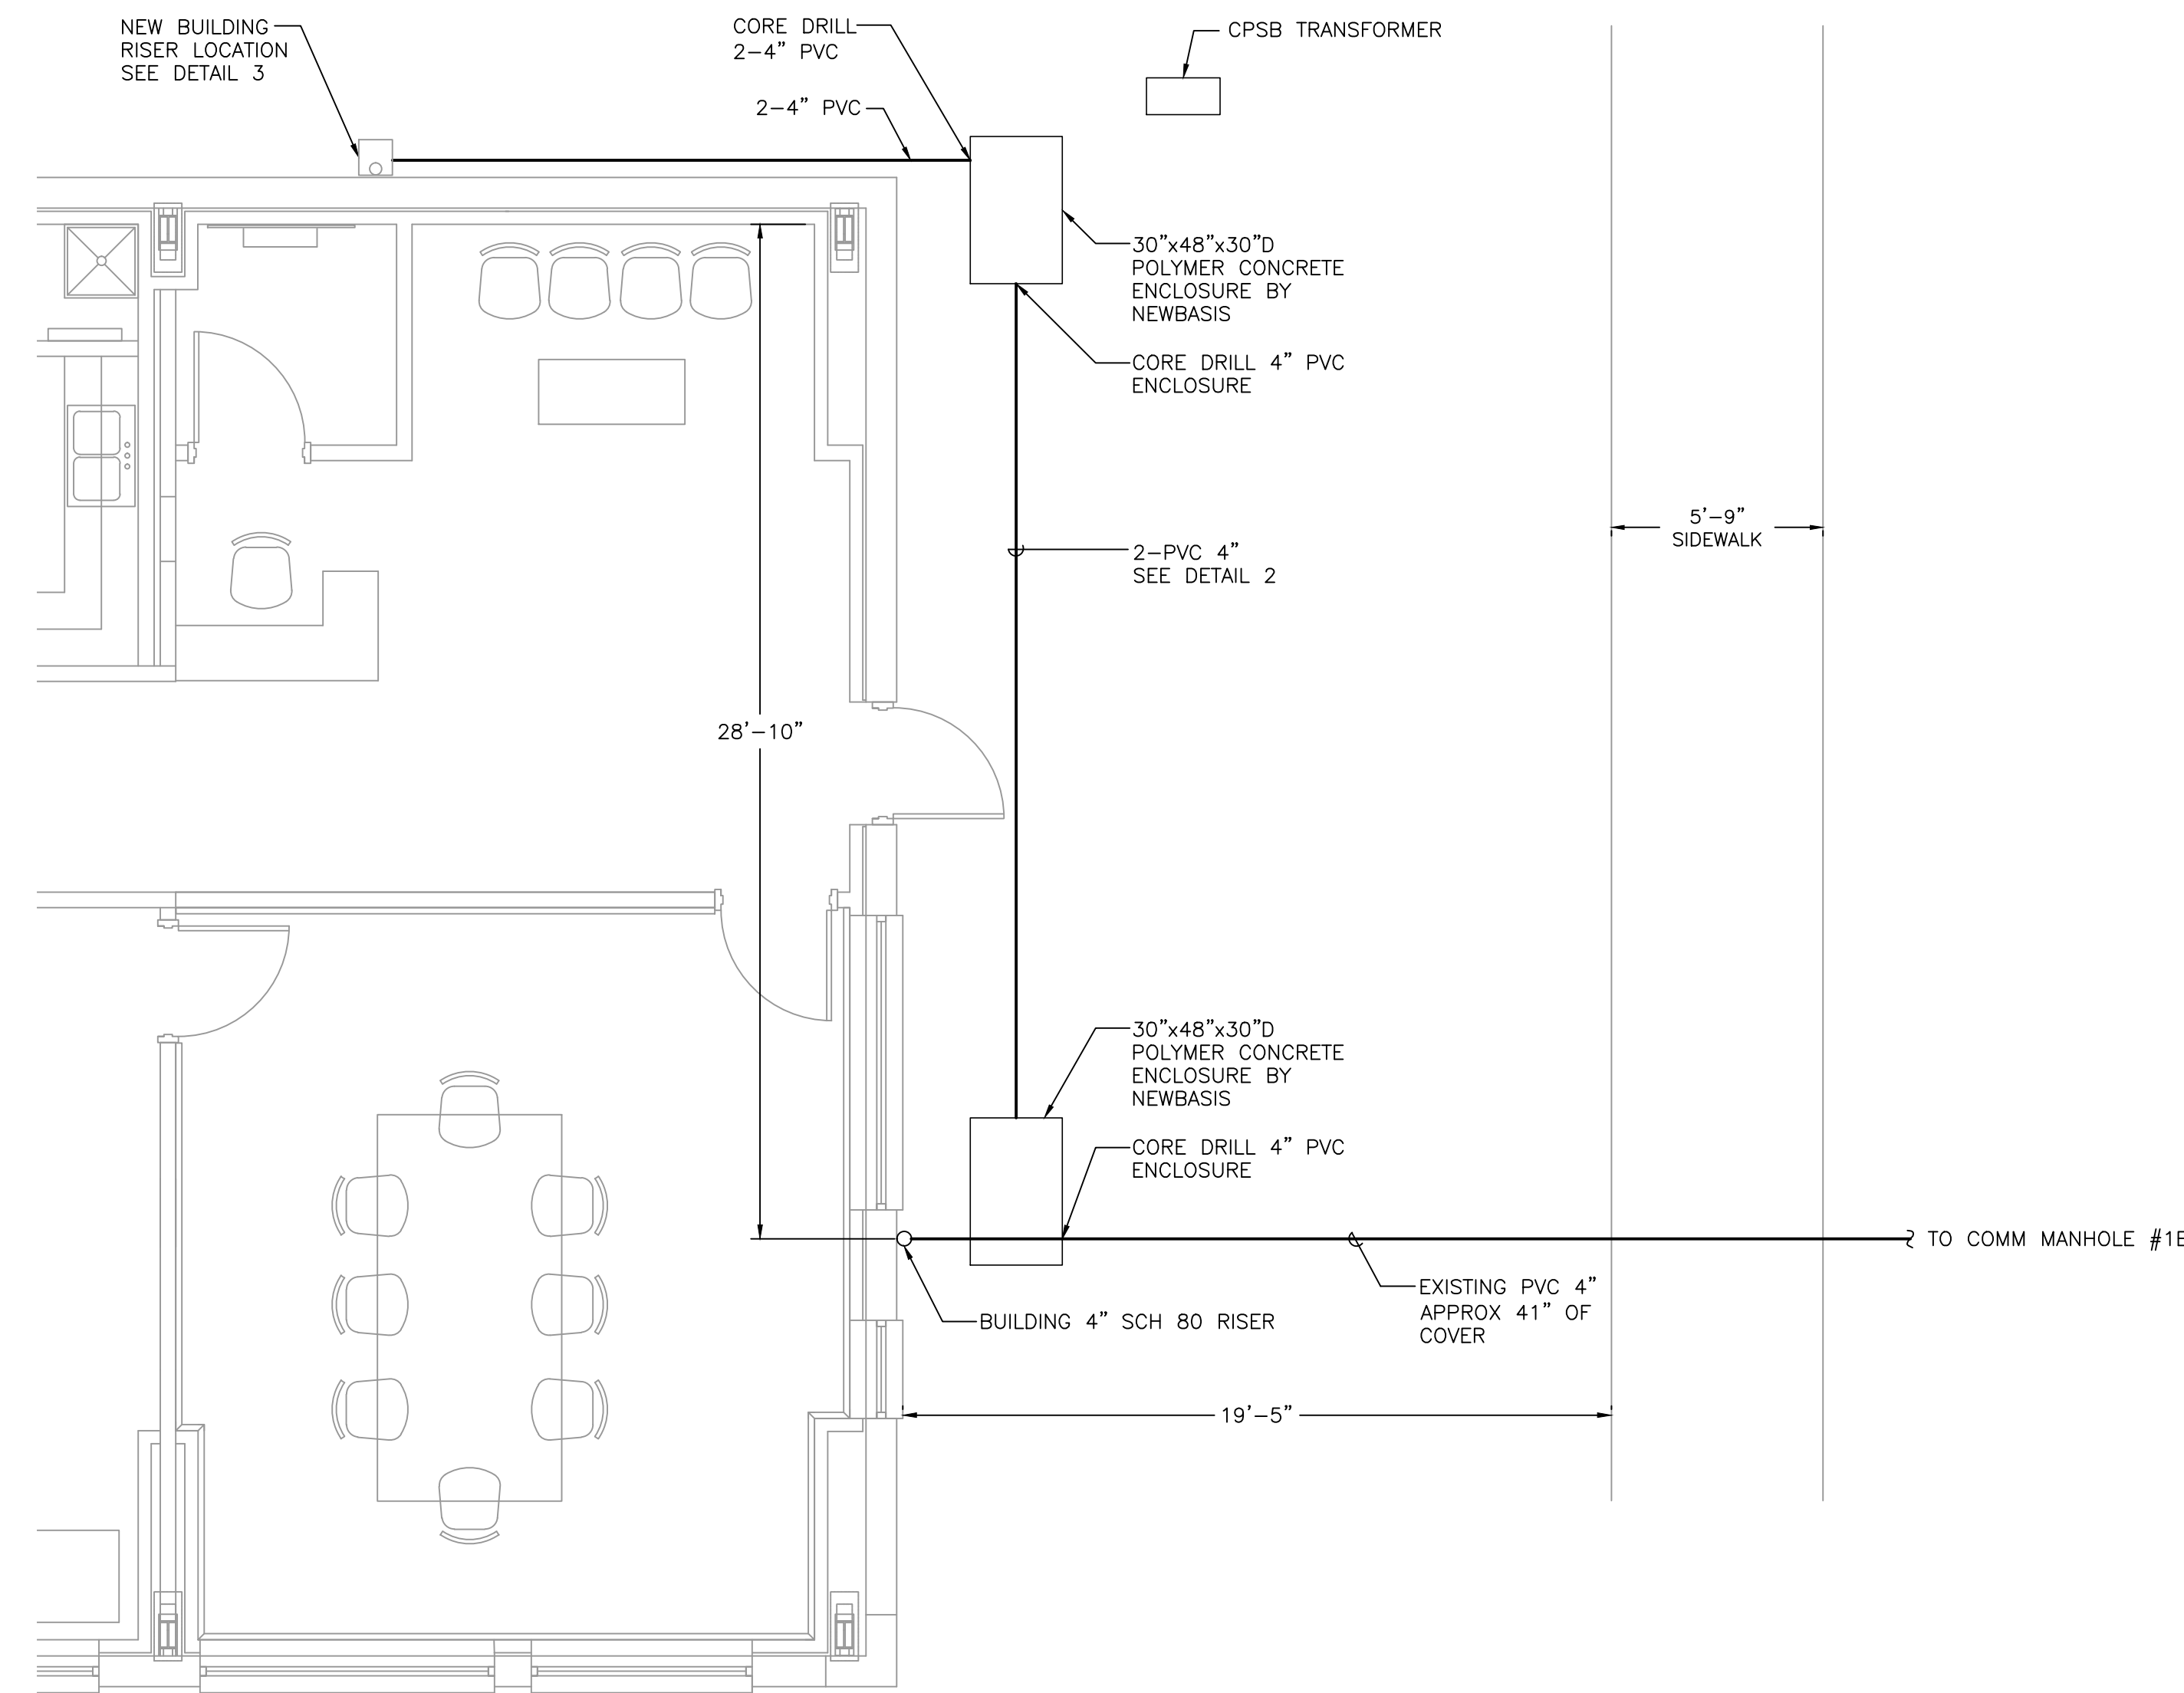 NEW BUILDING
RISER LOCATION
SEE DETAIL 3
CORE DRILL
2-4" PVC
2-4" PVC
CPSB TRANSFORMER
30"x48"x30"D
POLYMER CONCRETE
ENCLOSURE BY
NEWBASIS
CORE DRILL 4" PVC
ENCLOSURE
5'-9"
SIDEWALK
2-PVC 4"
SEE DETAIL 2
28'-10"
30"x48"x30"D
POLYMER CONCRETE
ENCLOSURE BY
NEWBASIS
CORE DRILL 4" PVC
ENCLOSURE
TO COMM MANHOLE #1E
EXISTING PVC 4"
APPROX 41" OF
COVER
BUILDING 4" SCH 80 RISER
19'-5"